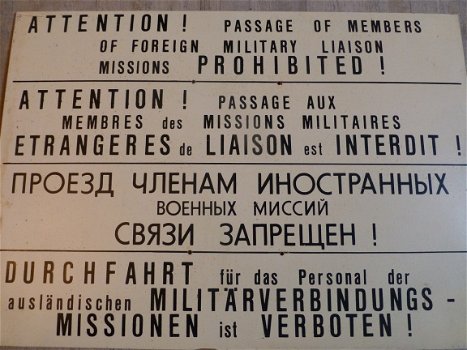 ATTENTION ! PASSAGE OF MEMBERS
OF FOREIGN MILITARY LIAISON
MISSIONS PROHIBITED !
ATTENTION ! PASSAGE AUX
MEMBRES des MISSIONS MILITAIRES
ETRANGERES de LIAISON est INTERDIT !
ПРОЕЗД ЧЛЕНАМ ИНОСТРАННЫХ
ВОЕННЫХ МИССИЙ
СВЯЗИ ЗАПРЕЩЕН !
DURCHFAHRT für das Personal der
ausländischen MILITÄRVERBINDUNGS-
MISSIONEN ist VERBOTEN !